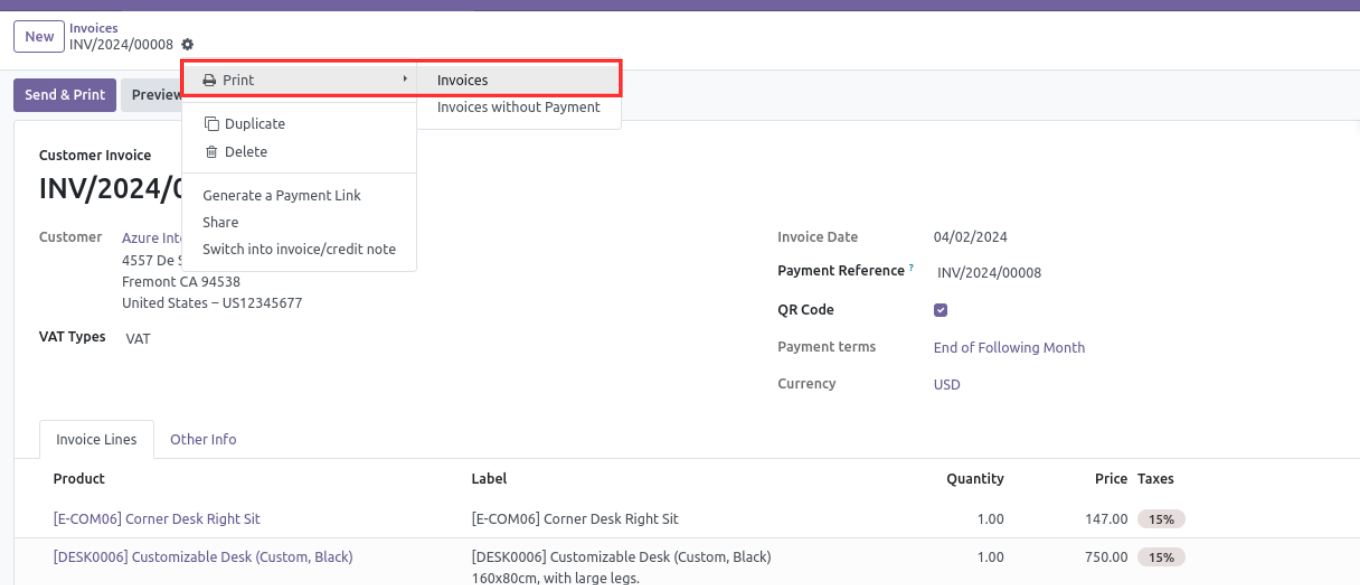 New
Invoices
INV/2024/00008
Print
Invoices
Send & Print
Preview
Invoices without Payment
Duplicate
Delete
Customer Invoice
INV/2024/0
Generate a Payment Link
Share
Switch into invoice/credit note
Customer
Azure Int
4557 De S
Fremont CA 94538
United States – US12345677
VAT Types VAT
Invoice Date 04/02/2024
Payment Reference ? INV/2024/00008
QR Code
Payment terms End of Following Month
Currency USD
Invoice Lines Other Info
Product Label Quantity Price Taxes
[E-COM06] Corner Desk Right Sit [E-COM06] Corner Desk Right Sit 1.00 147.00 15%
[DESK0006] Customizable Desk (Custom, Black) [DESK0006] Customizable Desk (Custom, Black) 1.00 750.00 15%
160x80cm, with large legs.